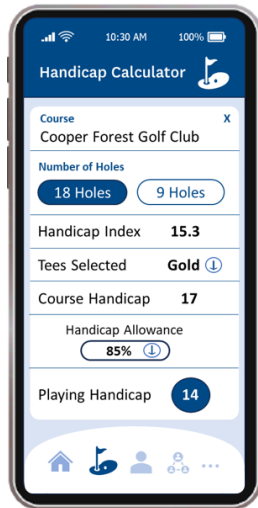 10:30 AM 100%
Handicap Calculator
Course X
Cooper Forest Golf Club
Number of Holes
18 Holes 9 Holes
Handicap Index 15.3
Tees Selected Gold
Course Handicap 17
Handicap Allowance
85%
Playing Handicap 14